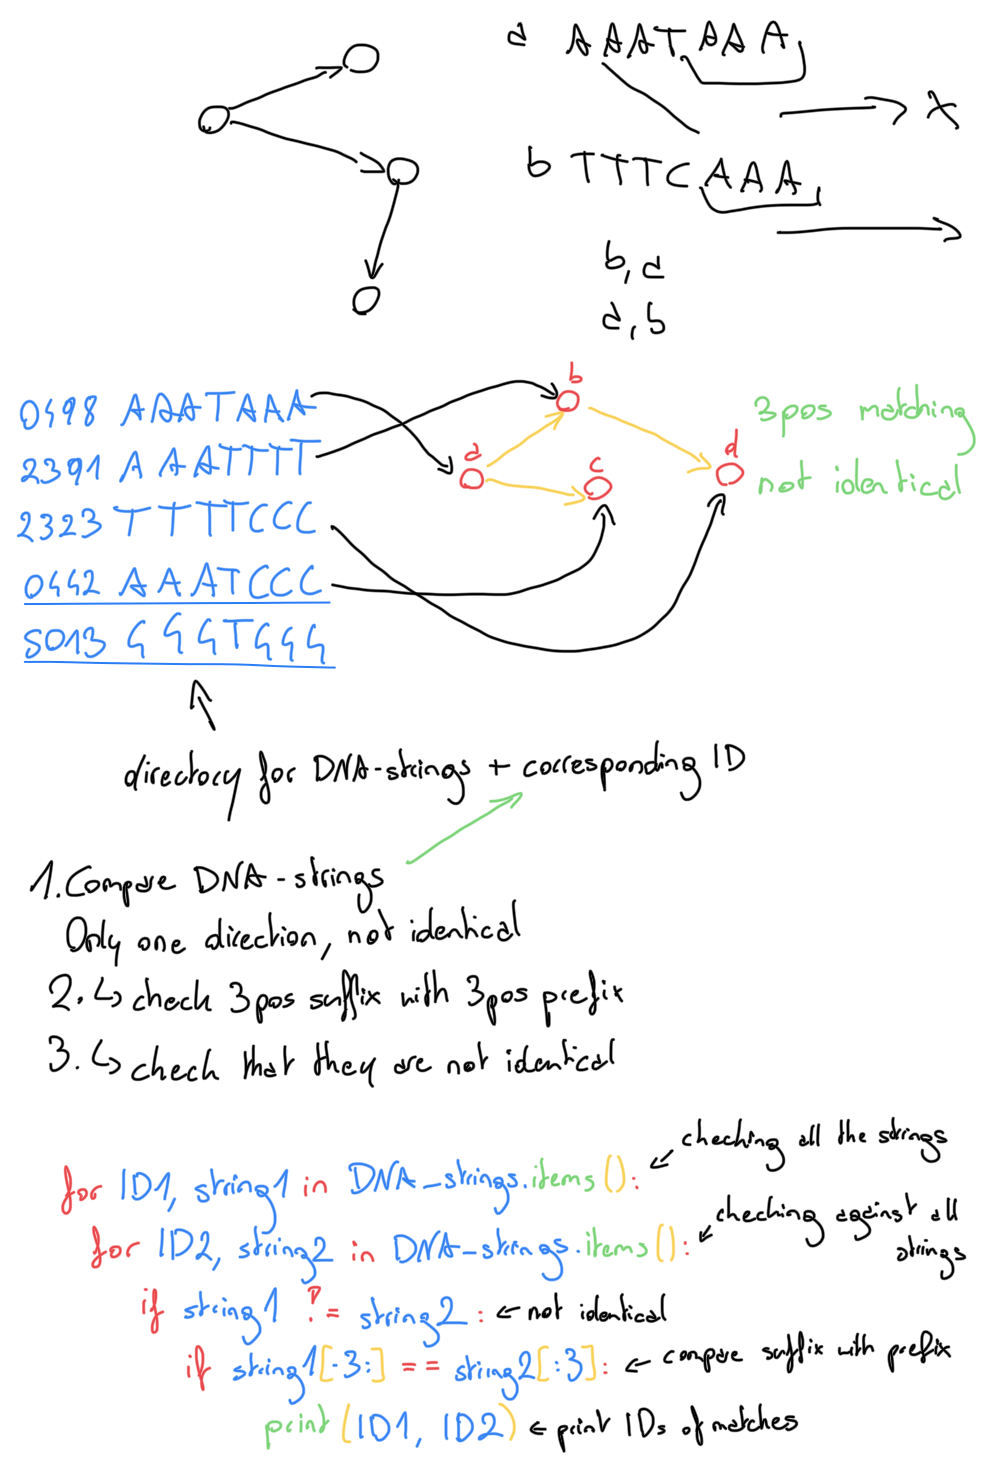 a AAATAAA
x
b TTTCAAA
b,a
a,b
0498 AAATAAA
2391 AAATTTT
2323 TTTTCCC
0442 AAATCCC
5013 GGGTGGG
b
a
c
d
3pos matching
not identical
directory for DNA-strings + corresponding ID
1. Compare DNA-strings
Only one direction, not identical
2. ↳ check 3pos suffix with 3pos prefix
3. ↳ check that they are not identical
for ID1, string1 in DNA_strings.items(): ← checking all the strings
for ID2, string2 in DNA_strings.items(): ← checking against all strings
if string1 != string2: ← not identical
if string1[-3:] == string2[:3]: ← compare suffix with prefix
print(ID1, ID2) ← print IDs of matches